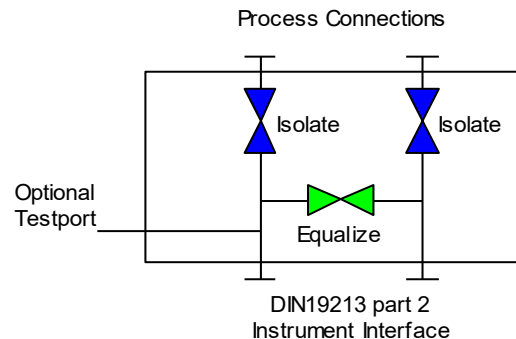 Process Connections
Isolate
Isolate
Optional
Testport
Equalize
DIN19213 part 2
Instrument Interface